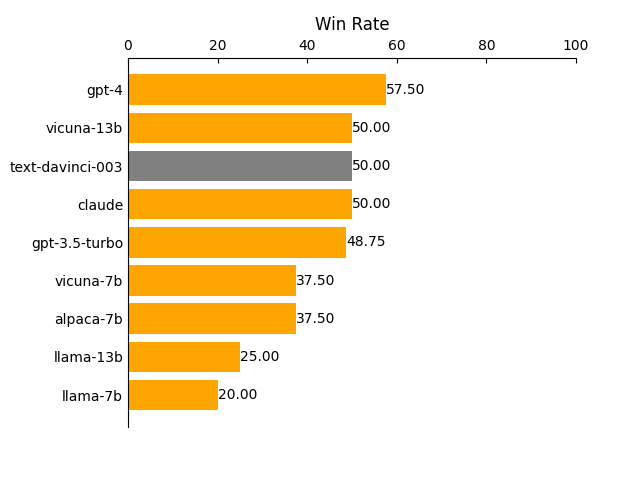 Win Rate
0 20 40 60 80 100
gpt-4 57.50
vicuna-13b 50.00
text-davinci-003 50.00
claude 50.00
gpt-3.5-turbo 48.75
vicuna-7b 37.50
alpaca-7b 37.50
llama-13b 25.00
llama-7b 20.00